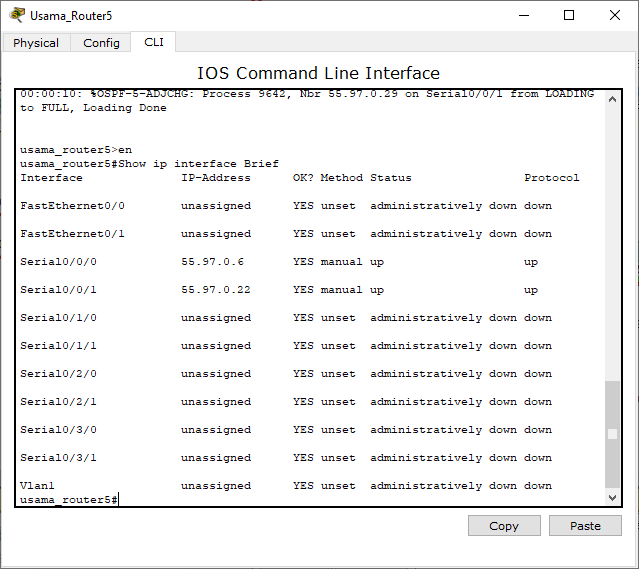 Usama_Router5
Physical Config CLI
IOS Command Line Interface
00:00:10: %OSPF-5-ADJCHG: Process 9642, Nbr 55.97.0.29 on Serial0/0/1 from LOADING
to FULL, Loading Done
usama_router5>en
usama_router5#Show ip interface Brief
Interface IP-Address OK? Method Status Protocol
FastEthernet0/0 unassigned YES unset administratively down down
FastEthernet0/1 unassigned YES unset administratively down down
Serial0/0/0 55.97.0.6 YES manual up up
Serial0/0/1 55.97.0.22 YES manual up up
Serial0/1/0 unassigned YES unset administratively down down
Serial0/1/1 unassigned YES unset administratively down down
Serial0/2/0 unassigned YES unset administratively down down
Serial0/2/1 unassigned YES unset administratively down down
Serial0/3/0 unassigned YES unset administratively down down
Serial0/3/1 unassigned YES unset administratively down down
Vlan1 unassigned YES unset administratively down down
usama_router5#
Copy Paste